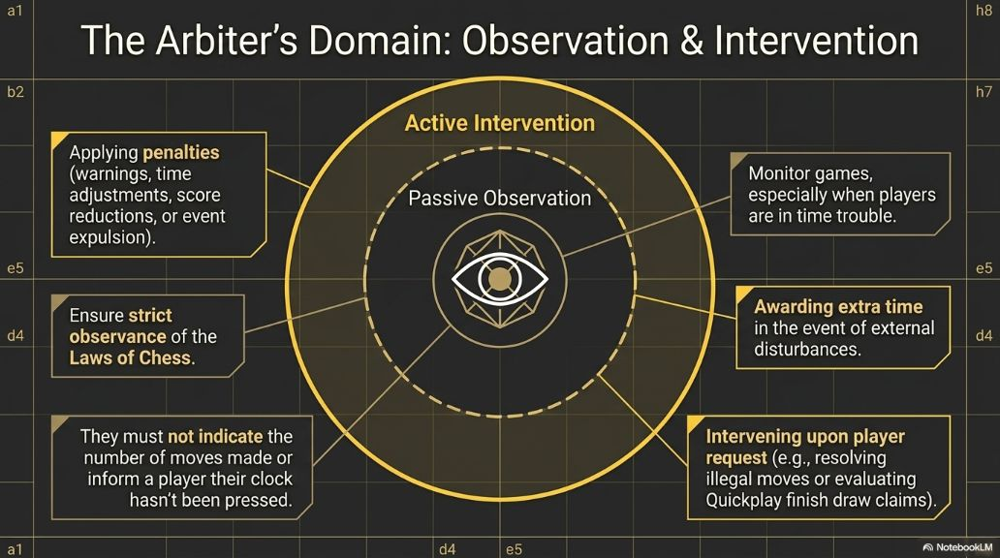 a1
h8
The Arbiter's Domain: Observation & Intervention
b2
h7
Active Intervention
Applying penalties
(warnings, time
adjustments, score
reductions, or event
expulsion).
Passive Observation
Monitor games,
especially when players
are in time trouble.
e5
e5
Ensure strict
observance of the
Laws of Chess.
Awarding extra time
in the event of external
disturbances.
d4
d4
They must not indicate the
number of moves made or
inform a player their clock
hasn't been pressed.
Intervening upon player
request (e.g., resolving
illegal moves or evaluating
Quickplay finish draw claims).
a1
d4
e5
NotebookLM